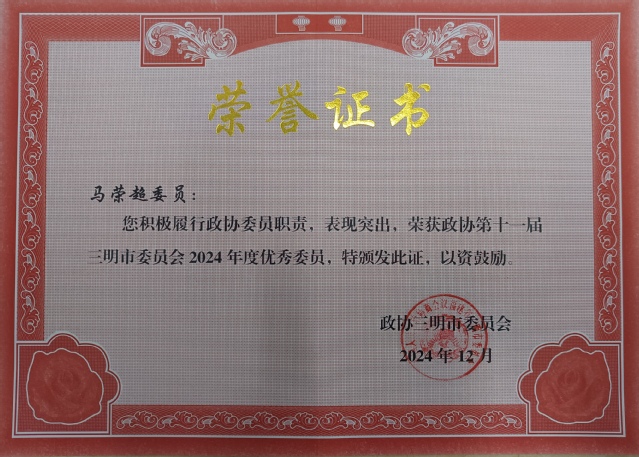 荣誉证书
马荣超委员：
您积极履行政协委员职责，表现突出，荣获政协第十一届
三明市委员会2024年度优秀委员，特颁发此证，以资鼓励。
政协三明市委员会
2024年12月